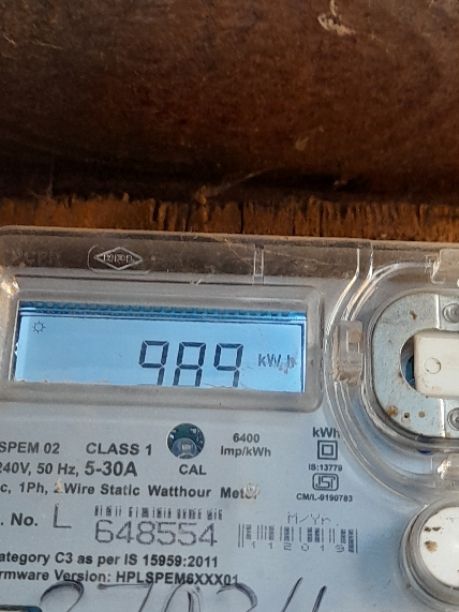 989 kWh
SPEM 02 CLASS 1 6400 kWh
240V, 50 Hz, 5-30A CAL Imp/kWh
IS:13779
c, 1Ph, 2Wire Static Watthour Meter
CM/L-9190783
. No. L 648554 M/Yr.
ategory C3 as per IS 15959:2011
rmware Version: HPLSPEM6XXX01